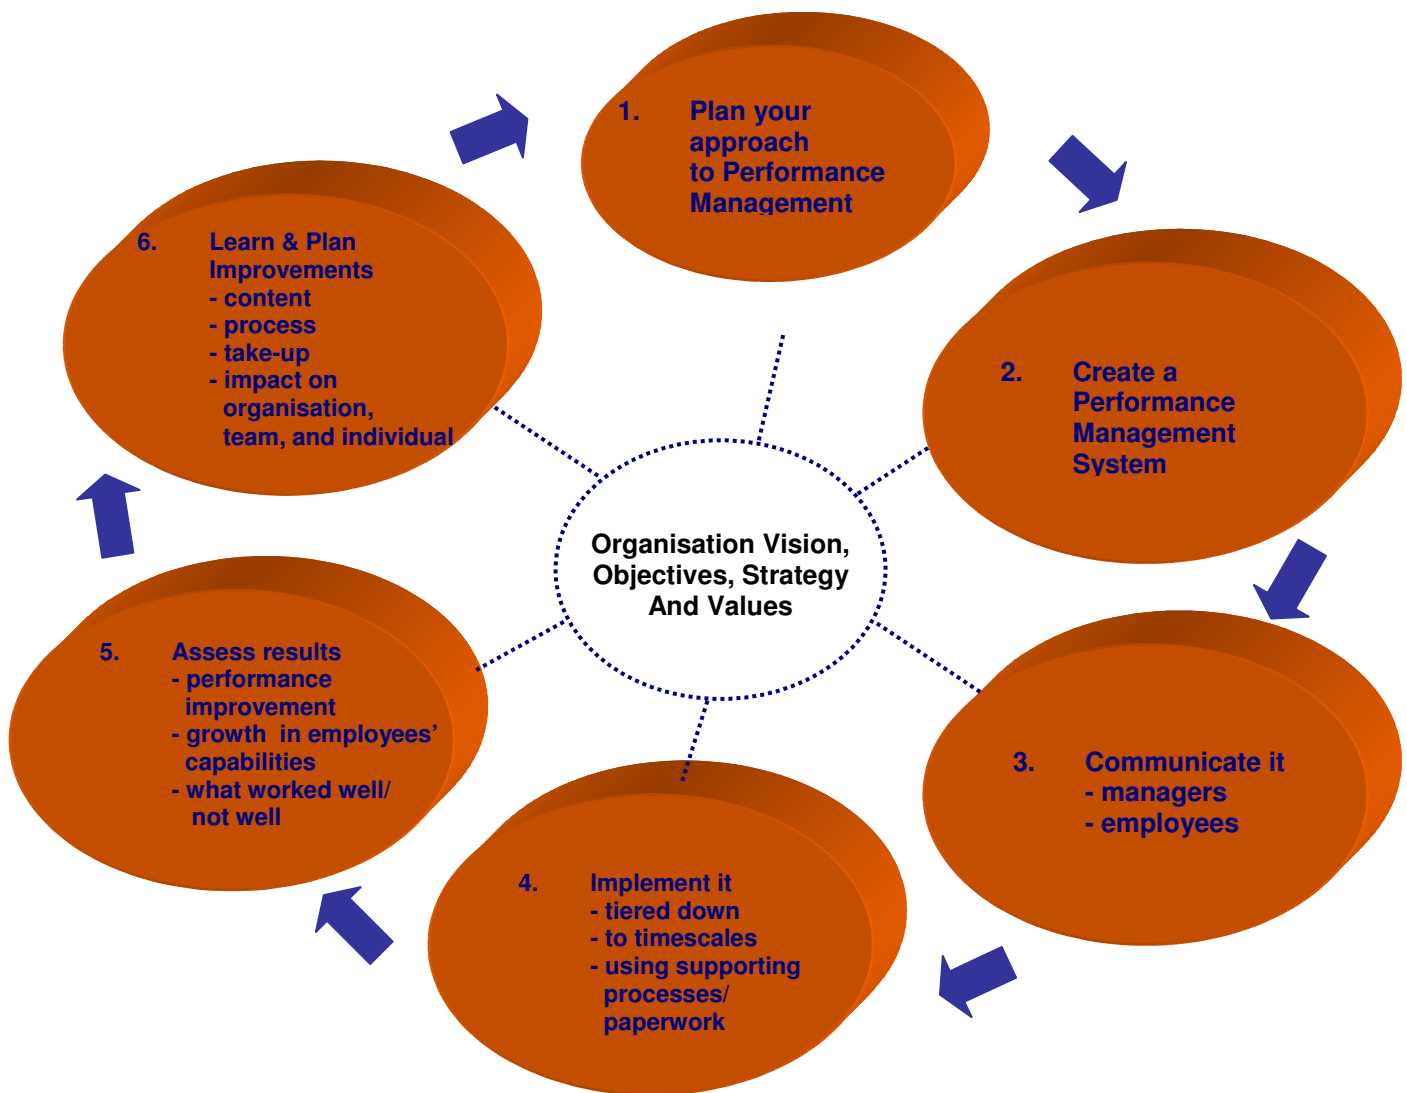 1. Plan your
approach
to Performance
Management
2. Create a
Performance
Management
System
3. Communicate it
- managers
- employees
4. Implement it
- tiered down
- to timescales
- using supporting
processes/
paperwork
5. Assess results
- performance
improvement
- growth  in employees’
capabilities
- what worked well/
not well
6. Learn & Plan
Improvements
- content
- process
- take-up
- impact on
organisation,
team, and individual
Organisation Vision,
Objectives, Strategy
And Values